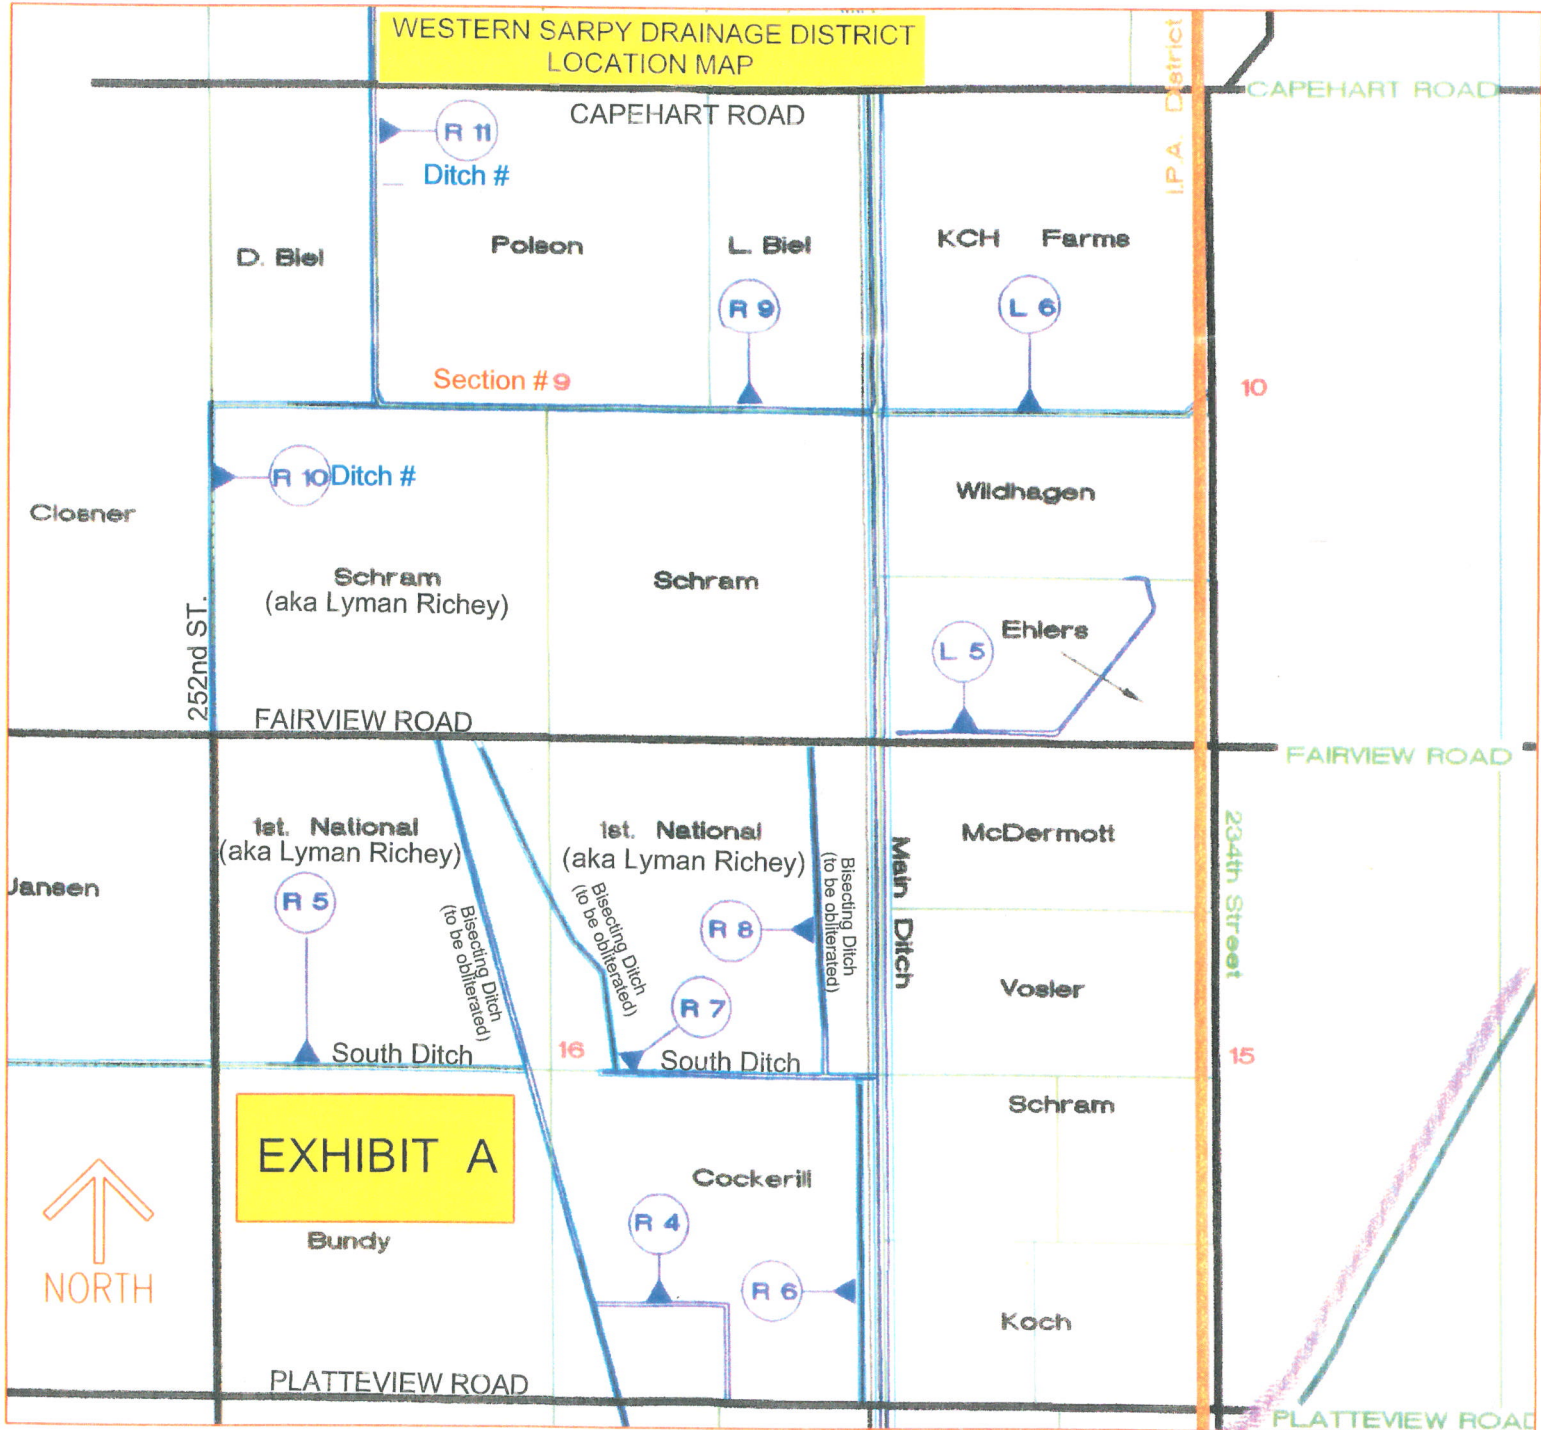 WESTERN SARPY DRAINAGE DISTRICT
LOCATION MAP
I.P.A. District
CAPEHART ROAD
CAPEHART ROAD
R 11
Ditch #
D. Biel
Polson
L. Biel
KCH Farms
R 9
L 6
Section # 9
10
R 10
Ditch #
Closner
Wildhagen
Schram
(aka Lyman Richey)
Schram
252nd ST.
L 5
Ehlers
FAIRVIEW ROAD
FAIRVIEW ROAD
1st. National
(aka Lyman Richey)
1st. National
(aka Lyman Richey)
McDermott
234th Street
Jansen
R 5
Bisecting Ditch
(to be obliterated)
Bisecting Ditch
(to be obliterated)
R 8
Bisecting Ditch
(to be obliterated)
Main Ditch
Vosler
R 7
South Ditch
16
South Ditch
15
EXHIBIT A
Schram
Cockerill
Bundy
R 4
R 6
NORTH
Koch
PLATTEVIEW ROAD
PLATTEVIEW ROAD